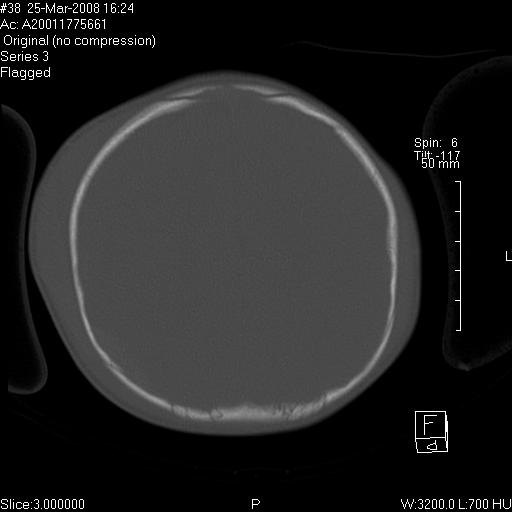 #38 25-Mar-2008 16:24
Ac: A20011775661
Original (no compression)
Series 3
Flagged
Spin: 6
Tilt: -117
50 mm
L
F
Slice:3.000000
P
W:3200.0 L:700 HU